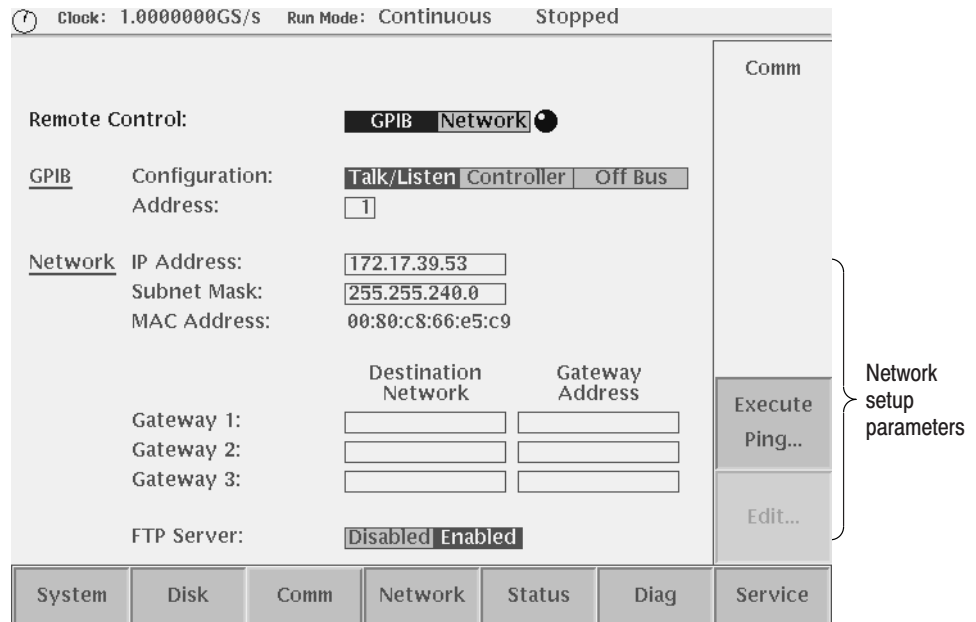 Clock: 1.0000000GS/s Run Mode: Continuous Stopped
Comm
Remote Control: GPIB Network
GPIB Configuration: Talk/Listen Controller Off Bus
Address: 1
Network IP Address: 172.17.39.53
Subnet Mask: 255.255.240.0
MAC Address: 00:80:c8:66:e5:c9
Destination Network
Gateway Address
Gateway 1:
Gateway 2:
Gateway 3:
FTP Server: Disabled Enabled
Execute
Ping...
Edit...
Network
setup
parameters
System Disk Comm Network Status Diag Service